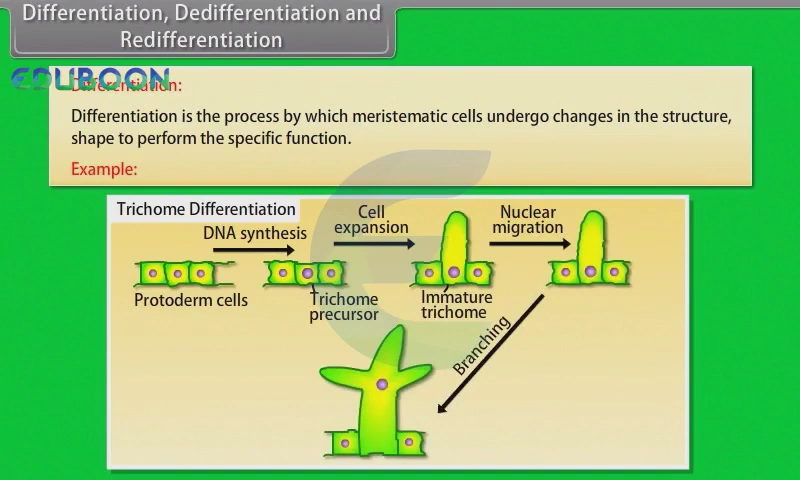 Differentiation, Dedifferentiation and
Redifferentiation
EDUBOON
Differentiation:
Differentiation is the process by which meristematic cells undergo changes in the structure,
shape to perform the specific function.
Example:
Trichome Differentiation
DNA synthesis
Cell
expansion
Nuclear
migration
Protoderm cells
Trichome
precursor
Immature
trichome
Branching